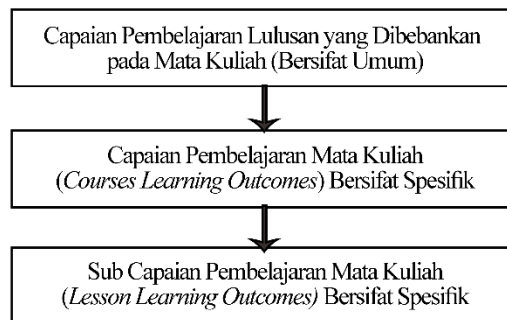 Capaian Pembelajaran Lulusan yang Dibebankan
pada Mata Kuliah (Bersifat Umum)
Capaian Pembelajaran Mata Kuliah
(Courses Learning Outcomes) Bersifat Spesifik
Sub Capaian Pembelajaran Mata Kuliah
(Lesson Learning Outcomes) Bersifat Spesifik